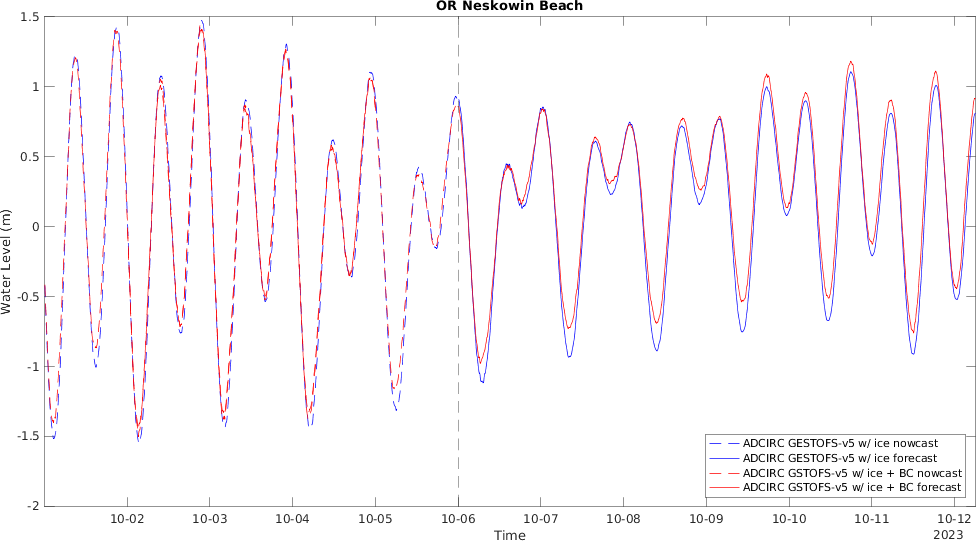 OR Neskowin Beach
1.5
1
0.5
0
-0.5
-1
-1.5
-2
Water Level (m)
ADCIRC GESTOFS-v5 w/ ice nowcast
ADCIRC GESTOFS-v5 w/ ice forecast
ADCIRC GSTOFS-v5 w/ ice + BC nowcast
ADCIRC GSTOFS-v5 w/ ice + BC forecast
10-02 10-03 10-04 10-05 10-06 10-07 10-08 10-09 10-10 10-11 10-12
2023
Time